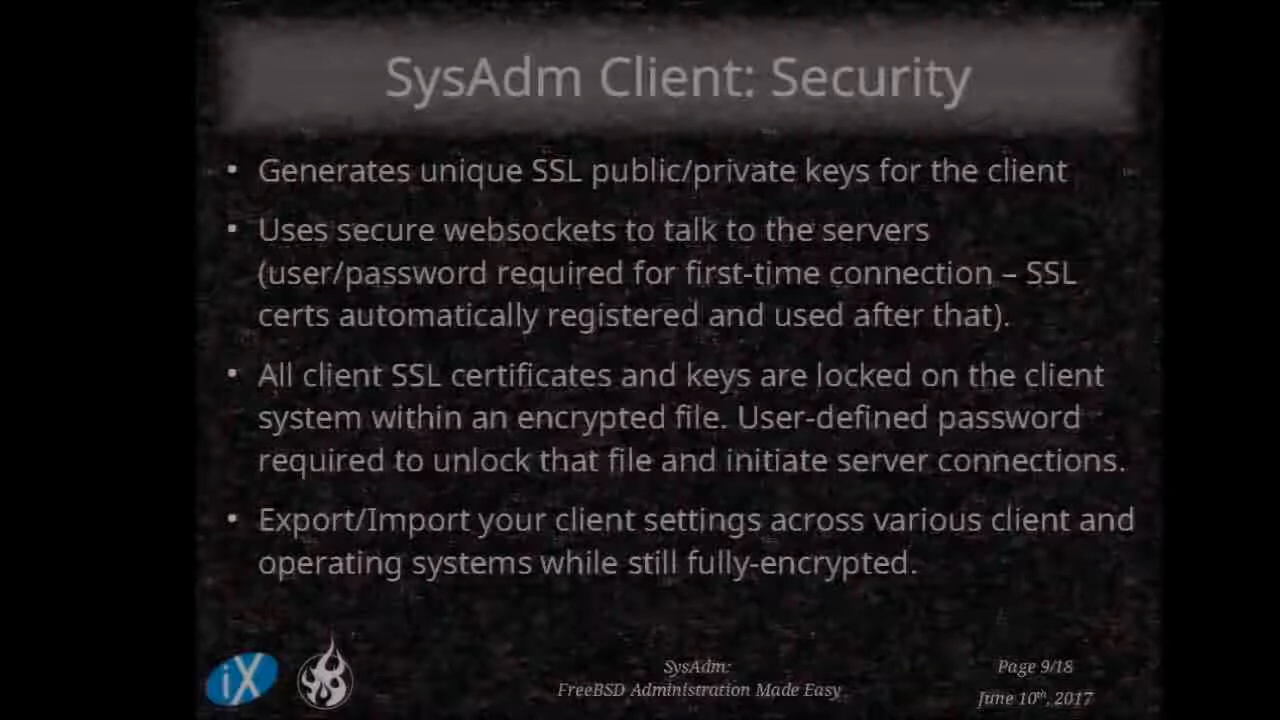 SysAdm Client: Security
• Generates unique SSL public/private keys for the client
• Uses secure websockets to talk to the servers
(user/password required for first-time connection – SSL
certs automatically registered and used after that).
• All client SSL certificates and keys are locked on the client
system within an encrypted file. User-defined password
required to unlock that file and initiate server connections.
• Export/Import your client settings across various client and
operating systems while still fully-encrypted.
iX
SysAdm:
FreeBSD Administration Made Easy
Page 9/18
June 10th, 2017